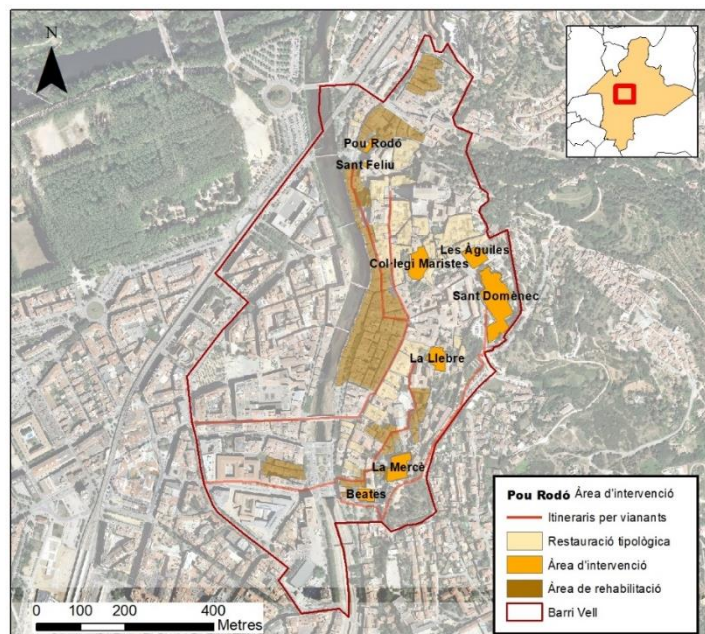 N
Pou Rodó
Sant Feliu
Les Àguiles
Col·legi Maristes
Sant Domènec
La Llebre
La Mercè
Beates
0 100 200 400
Metres
Pou Rodó Àrea d'intervenció
Itineraris per vianants
Restauració tipològica
Àrea d'intervenció
Àrea de rehabilitació
Barri Vell